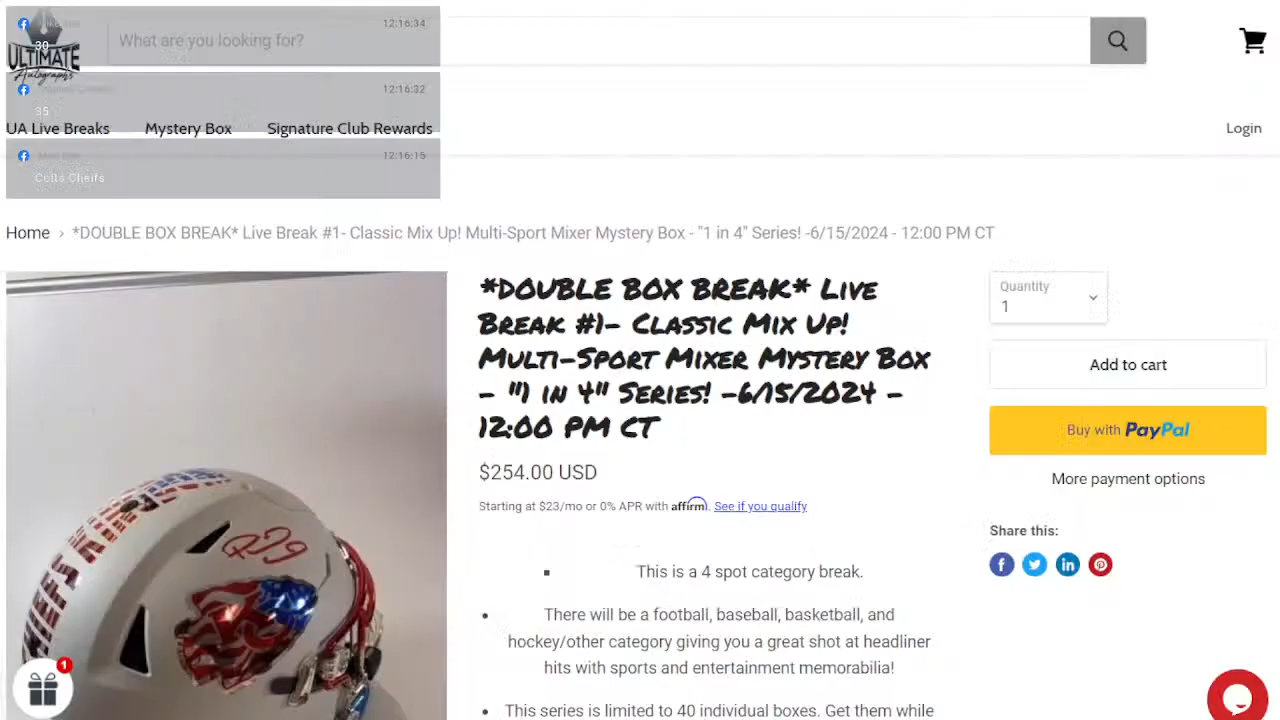 12:16:34
30
ULTIMATE
Autographs
What are you looking for?
12:16:32
35
UA Live Breaks Mystery Box Signature Club Rewards
Login
12:16:15
Colts Cheifs
Home › *DOUBLE BOX BREAK* Live Break #1- Classic Mix Up! Multi-Sport Mixer Mystery Box - "1 in 4" Series! -6/15/2024 - 12:00 PM CT
*DOUBLE BOX BREAK* Live
Break #1- Classic Mix Up!
Multi-Sport Mixer Mystery Box
- "1 in 4" Series! -6/15/2024 -
12:00 PM CT
$254.00 USD
Starting at $23/mo or 0% APR with affirm. See if you qualify
▪ This is a 4 spot category break.
• There will be a football, baseball, basketball, and
hockey/other category giving you a great shot at headliner
hits with sports and entertainment memorabilia!
• This series is limited to 40 individual boxes. Get them while
Quantity
1
Add to cart
Buy with PayPal
More payment options
Share this:
1